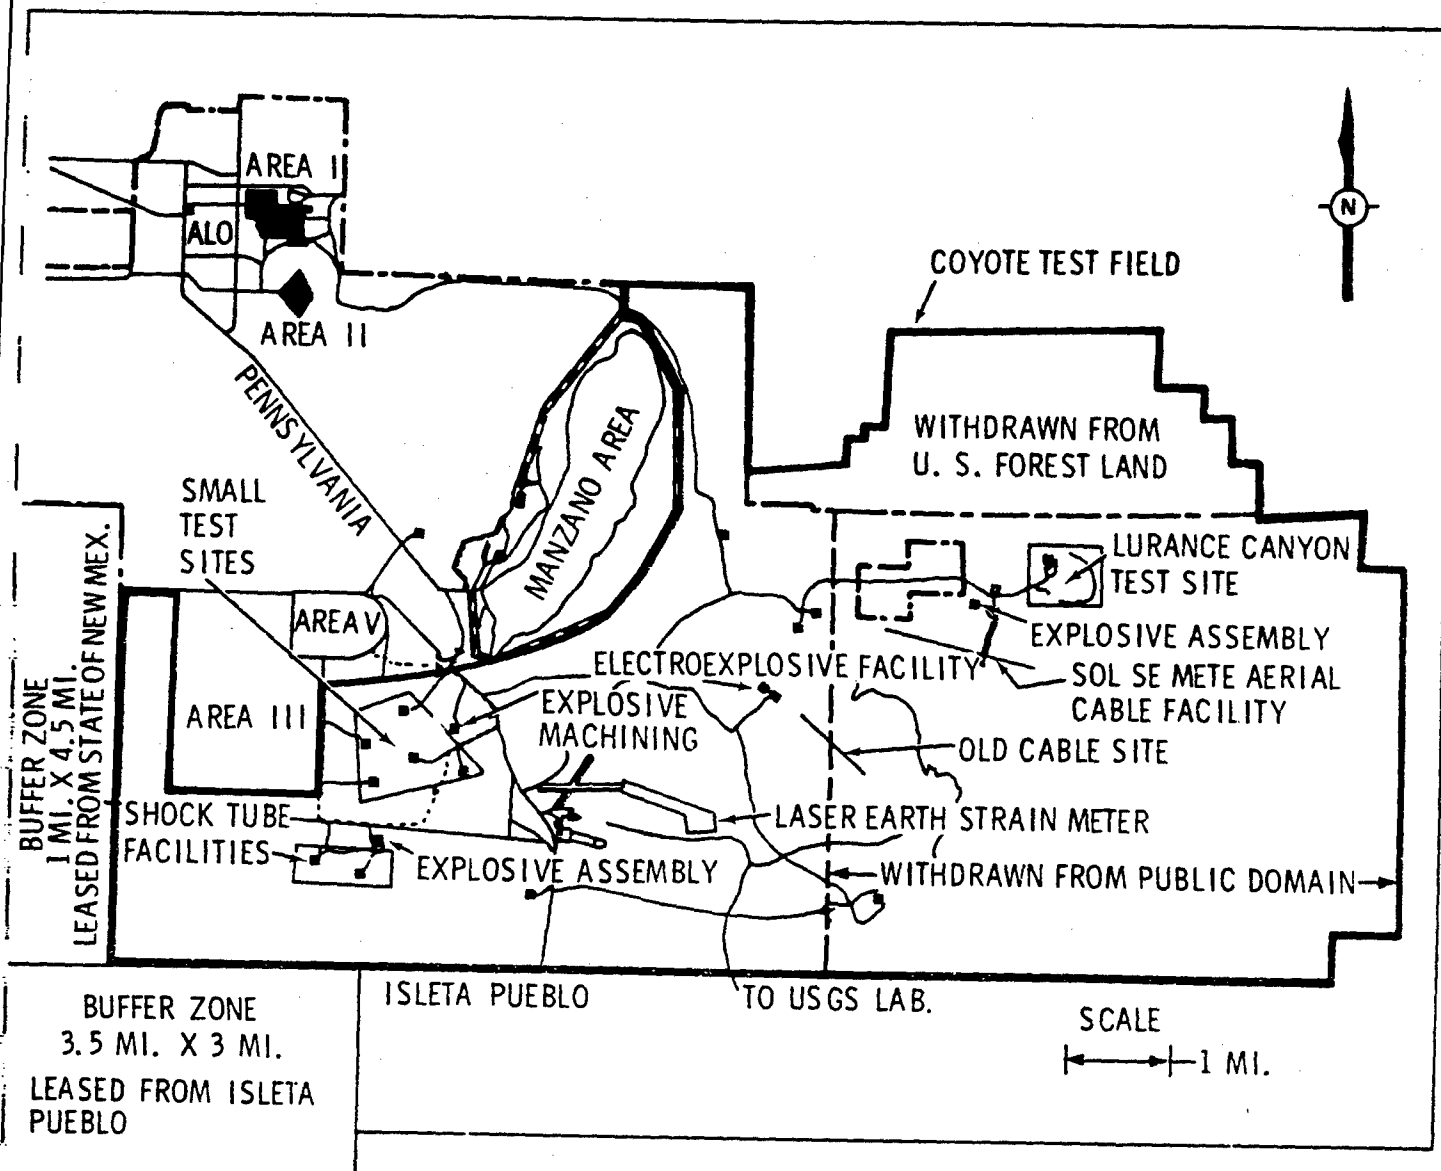 AREA I
ALO
AREA II
N
COYOTE TEST FIELD
PENNSYLVANIA
MANZANO AREA
WITHDRAWN FROM
U. S. FOREST LAND
SMALL
TEST
SITES
LURANCE CANYON
TEST SITE
AREA V
EXPLOSIVE ASSEMBLY
ELECTROEXPLOSIVE FACILITY
SOL SE METE AERIAL
CABLE FACILITY
AREA III
EXPLOSIVE
MACHINING
OLD CABLE SITE
BUFFER ZONE
1 MI. X 4.5 MI.
LEASED FROM STATE OF NEW MEX.
SHOCK TUBE
FACILITIES
LASER EARTH STRAIN METER
EXPLOSIVE ASSEMBLY
WITHDRAWN FROM PUBLIC DOMAIN
ISLETA PUEBLO
TO USGS LAB.
BUFFER ZONE
3.5 MI. X 3 MI.
LEASED FROM ISLETA
PUEBLO
SCALE
1 MI.